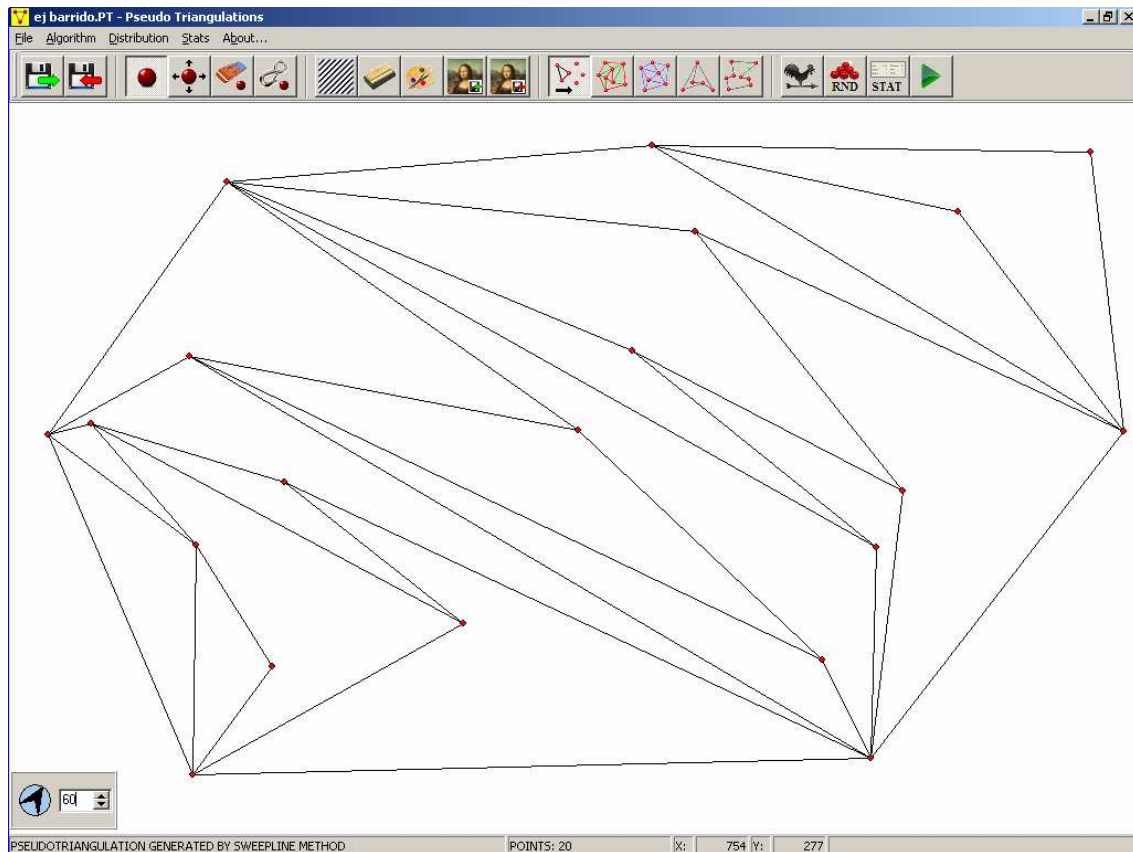 ej barrido.PT - Pseudo Triangulations
File Algorithm Distribution Stats About...
RND STAT
60
PSEUDOTRIANGULATION GENERATED BY SWEEPLINE METHOD POINTS: 20 X: 754 Y: 277